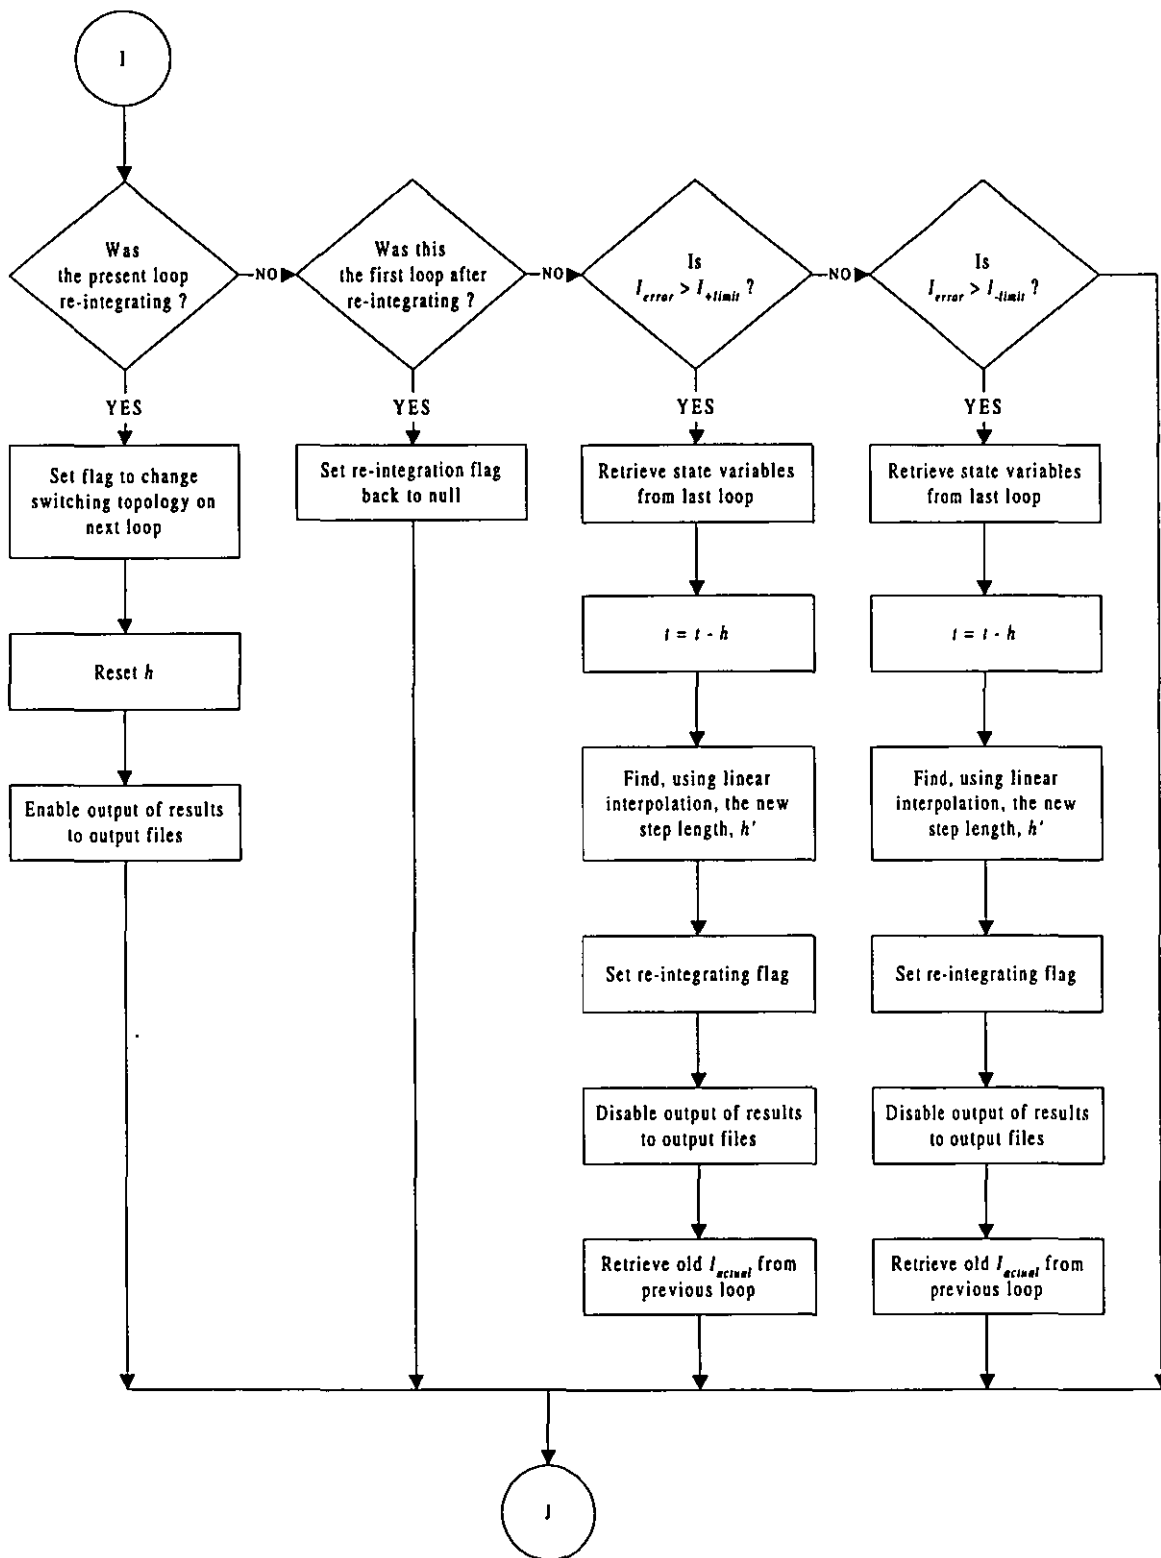 I
Was
the present loop
re-integrating ?
NO
Was this
the first loop after
re-integrating ?
NO
Is
I_error > I_+limit ?
NO
Is
I_error > I_-limit ?
YES
YES
YES
YES
Set flag to change
switching topology on
next loop
Reset h
Enable output of results
to output files
Set re-integration flag
back to null
Retrieve state variables
from last loop
t = t - h
Find, using linear
interpolation, the new
step length, h'
Set re-integrating flag
Disable output of results
to output files
Retrieve old I_actual from
previous loop
Retrieve state variables
from last loop
t = t - h
Find, using linear
interpolation, the new
step length, h'
Set re-integrating flag
Disable output of results
to output files
Retrieve old I_actual from
previous loop
J